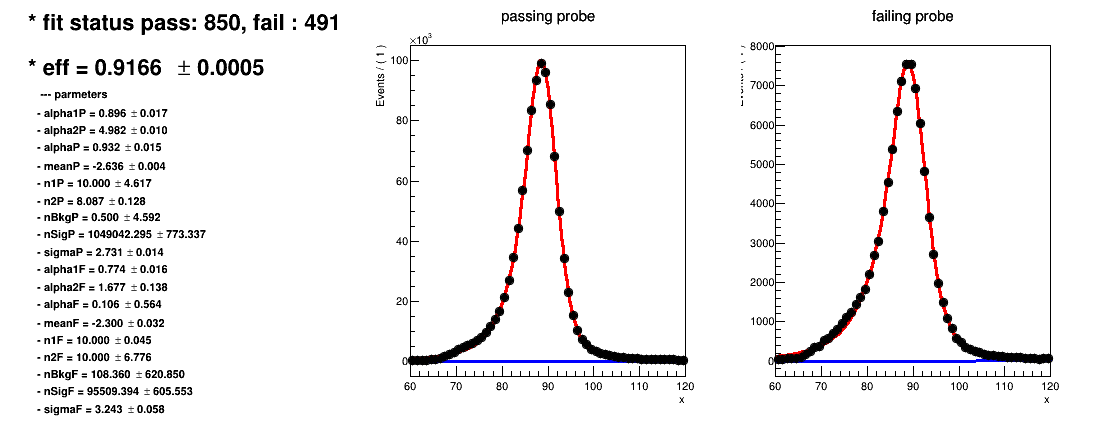 * fit status pass: 850, fail : 491
* eff = 0.9166 ± 0.0005
--- parmeters
- alpha1P = 0.896 ± 0.017
- alpha2P = 4.982 ± 0.010
- alphaP = 0.932 ± 0.015
- meanP = -2.636 ± 0.004
- n1P = 10.000 ± 4.617
- n2P = 8.087 ± 0.128
- nBkgP = 0.500 ± 4.592
- nSigP = 1049042.295 ± 773.337
- sigmaP = 2.731 ± 0.014
- alpha1F = 0.774 ± 0.016
- alpha2F = 1.677 ± 0.138
- alphaF = 0.106 ± 0.564
- meanF = -2.300 ± 0.032
- n1F = 10.000 ± 0.045
- n2F = 10.000 ± 6.776
- nBkgF = 108.360 ± 620.850
- nSigF = 95509.394 ± 605.553
- sigmaF = 3.243 ± 0.058
passing probe
×10³
Events / ( 1 )
100
80
60
40
20
0
60 70 80 90 100 110 120
x
failing probe
Events / ( 1 )
8000
7000
6000
5000
4000
3000
2000
1000
0
60 70 80 90 100 110 120
x